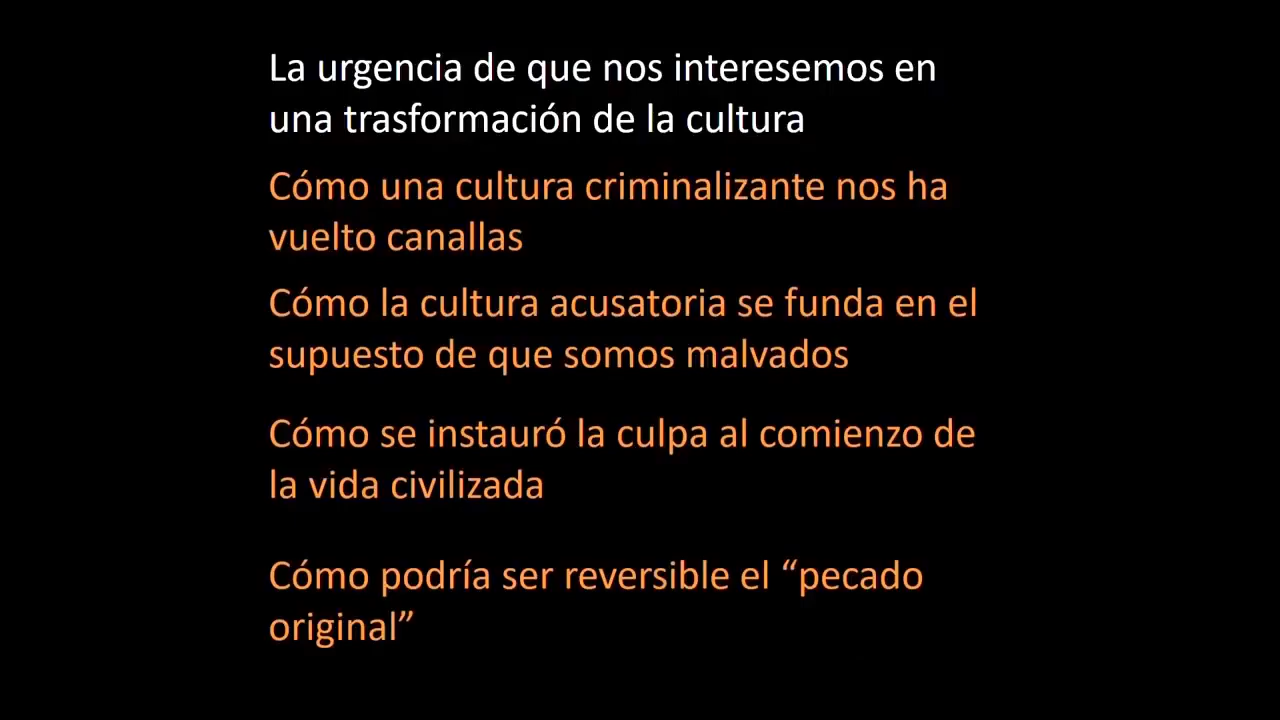 La urgencia de que nos interesemos en
una trasformación de la cultura
Cómo una cultura criminalizante nos ha
vuelto canallas
Cómo la cultura acusatoria se funda en el
supuesto de que somos malvados
Cómo se instauró la culpa al comienzo de
la vida civilizada
Cómo podría ser reversible el “pecado
original”